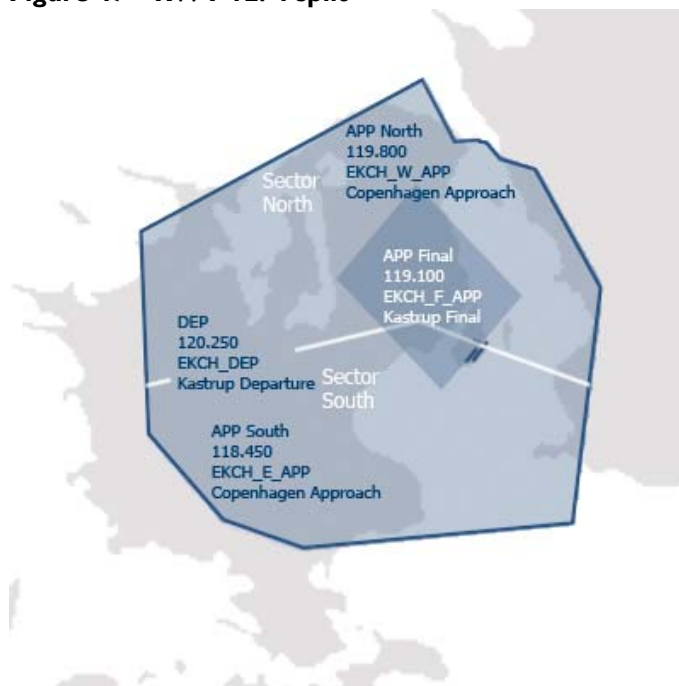 APP North
119.800
EKCH_W_APP
Copenhagen Approach
Sector
North
APP Final
119.100
EKCH_F_APP
Kastrup Final
DEP
120.250
EKCH_DEP
Kastrup Departure
Sector
South
APP South
118.450
EKCH_E_APP
Copenhagen Approach